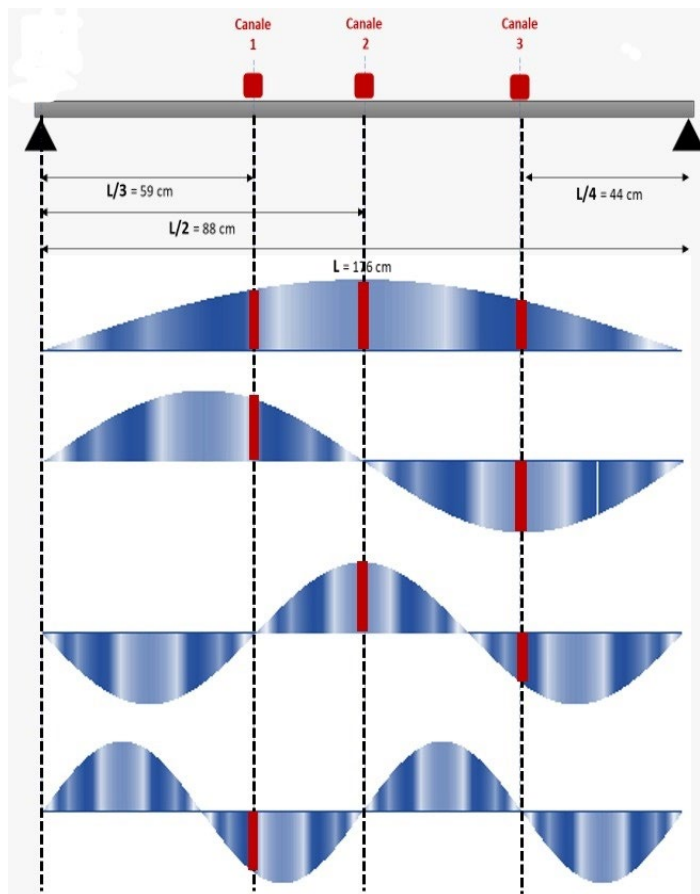 Canale
1
Canale
2
Canale
3
L/3 = 59 cm
L/4 = 44 cm
L/2 = 88 cm
L = 176 cm